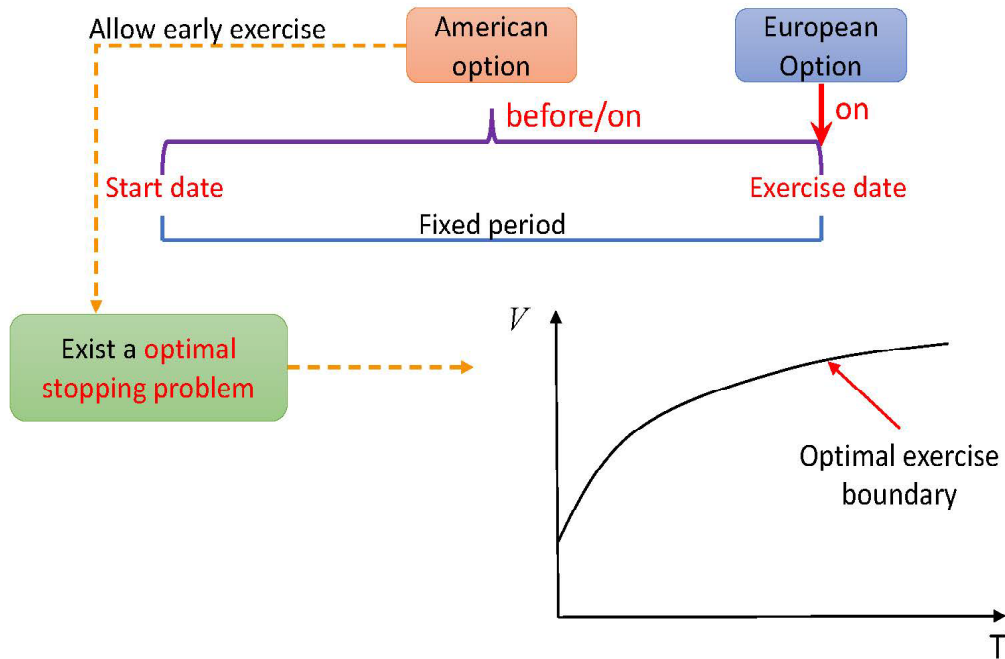 Allow early exercise
American
option
European
Option
before/on
on
Start date
Exercise date
Fixed period
Exist a optimal
stopping problem
V
Optimal exercise
boundary
T